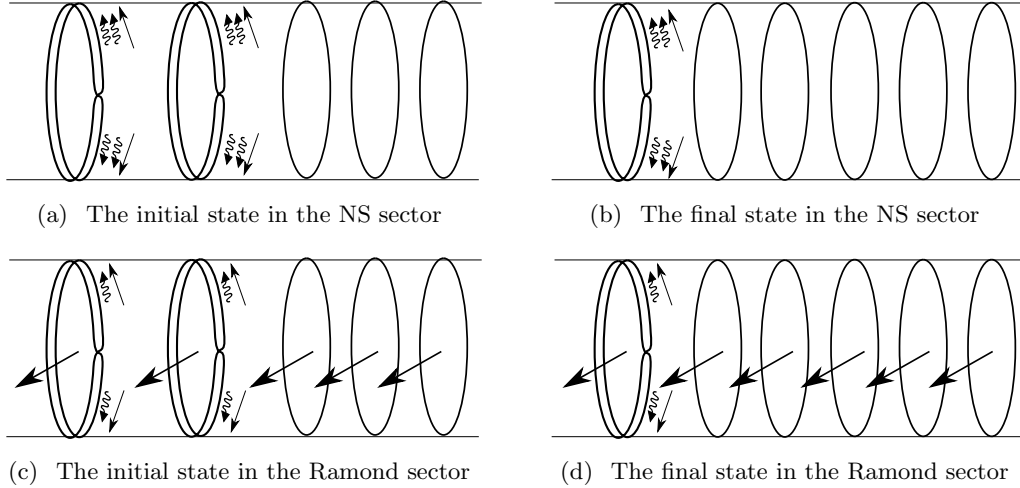 (a) The initial state in the NS sector
(b) The final state in the NS sector
(c) The initial state in the Ramond sector
(d) The final state in the Ramond sector